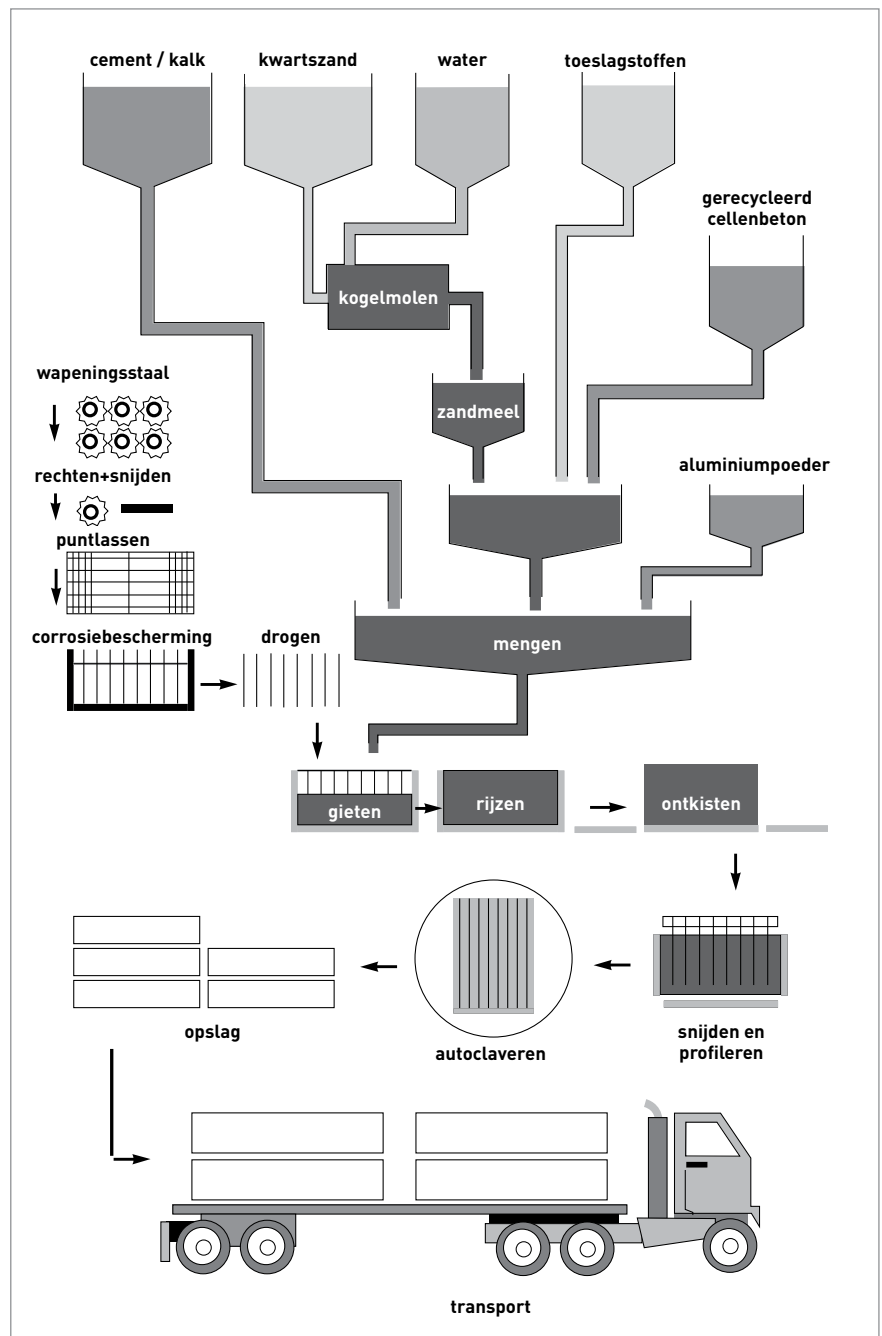 cement / kalk
kwartszand
water
toeslagstoffen
gerecycleerd
cellenbeton
kogelmolen
wapeningsstaal
zandmeel
rechten+snijden
aluminiumpoeder
puntlassen
corrosiebescherming
drogen
mengen
gieten
rijzen
ontkisten
opslag
autoclaveren
snijden en
profileren
transport